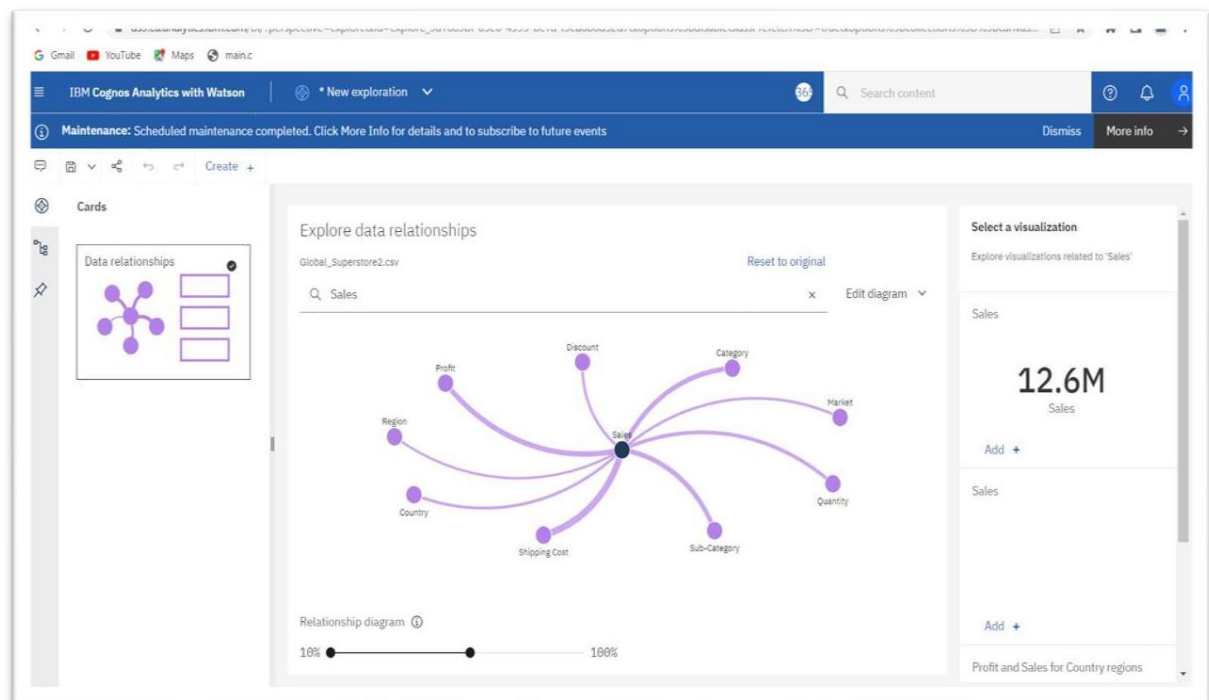 Gmail YouTube Maps main.c
IBM Cognos Analytics with Watson * New exploration Search content
Maintenance: Scheduled maintenance completed. Click More Info for details and to subscribe to future events Dismiss More info
Create +
Cards
Data relationships
Explore data relationships
Global_Superstore2.csv Reset to original
Sales x Edit diagram
Discount
Category
Profit
Market
Region
Sales
Country
Quantity
Shipping Cost
Sub-Category
Relationship diagram
10% 100%
Select a visualization
Explore visualizations related to 'Sales'
Sales
12.6M
Sales
Add +
Sales
Add +
Profit and Sales for Country regions